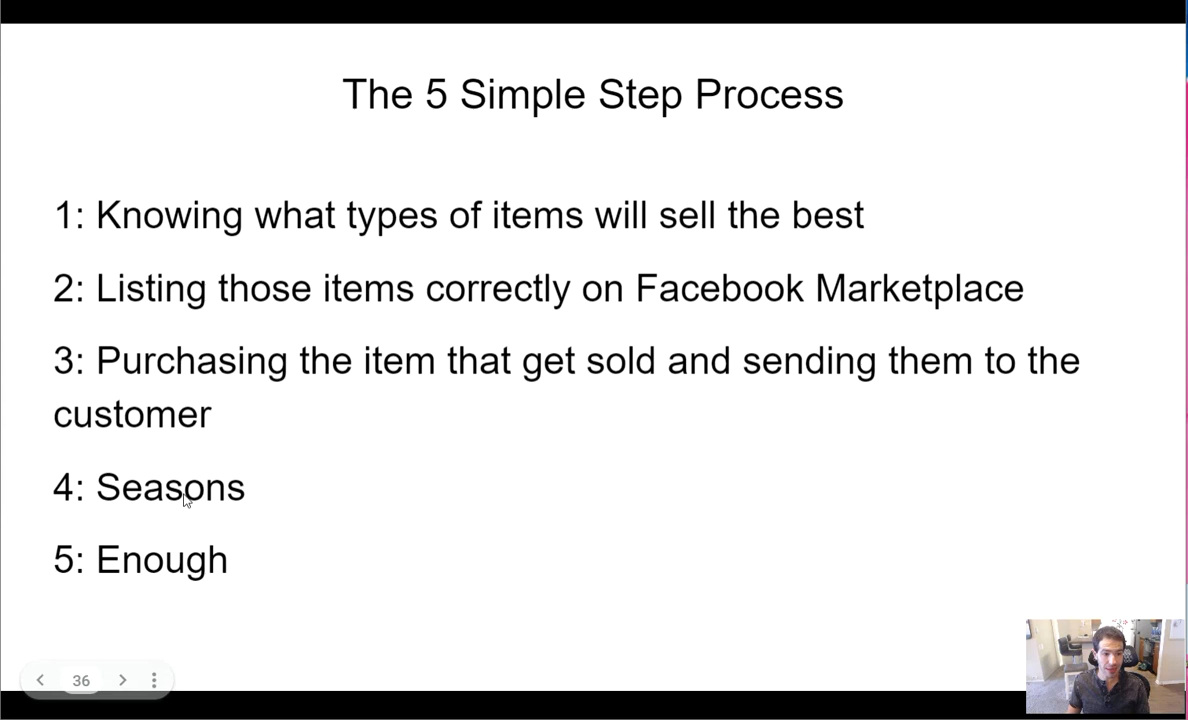 The 5 Simple Step Process
1: Knowing what types of items will sell the best
2: Listing those items correctly on Facebook Marketplace
3: Purchasing the item that get sold and sending them to the
customer
4: Seasons
5: Enough
36